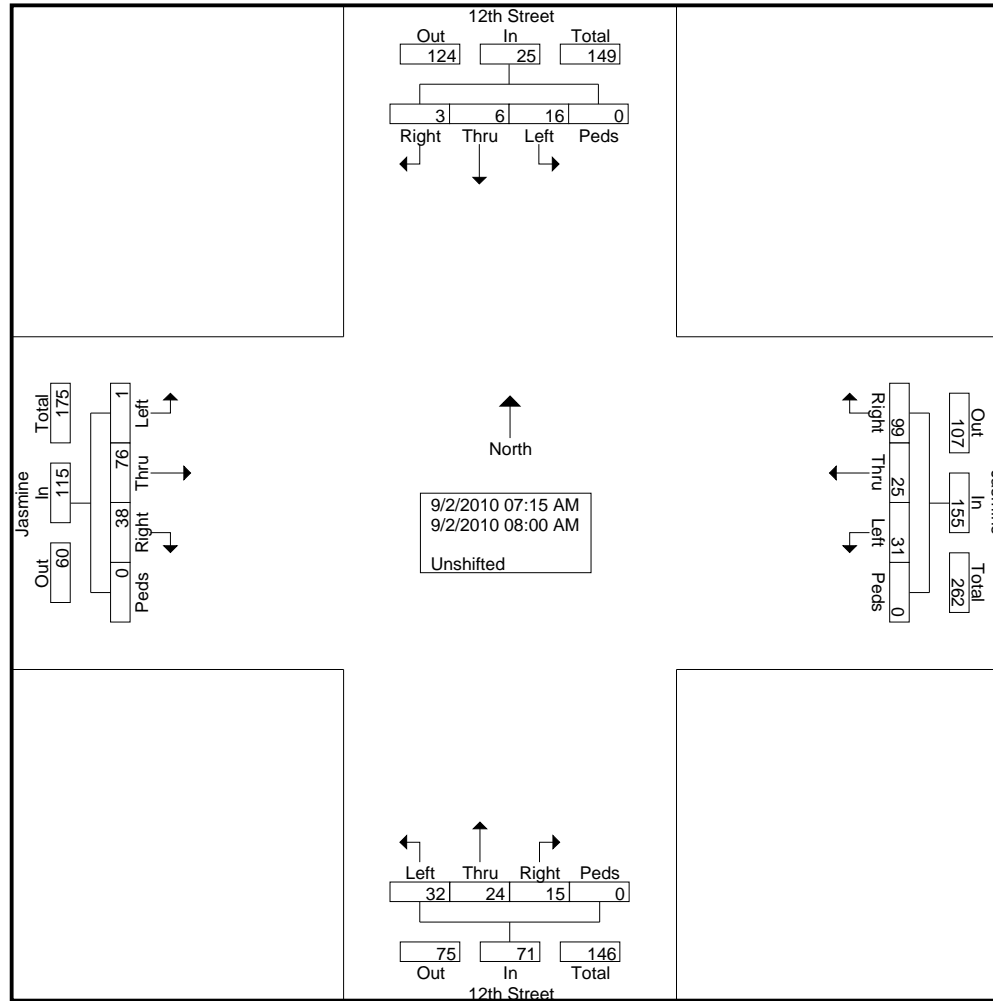 12th Street
Out In Total
124 25 149
3 6 16 0
Right Thru Left Peds
Jasmine
Total In Out
175 115 60
1 76 38 0
Left Thru Right Peds
North
9/2/2010 07:15 AM
9/2/2010 08:00 AM
Unshifted
Right Thru Left Peds
99 25 31 0
Out In Total
107 155 262
Left Thru Right Peds
32 24 15 0
75 71 146
Out In Total
12th Street